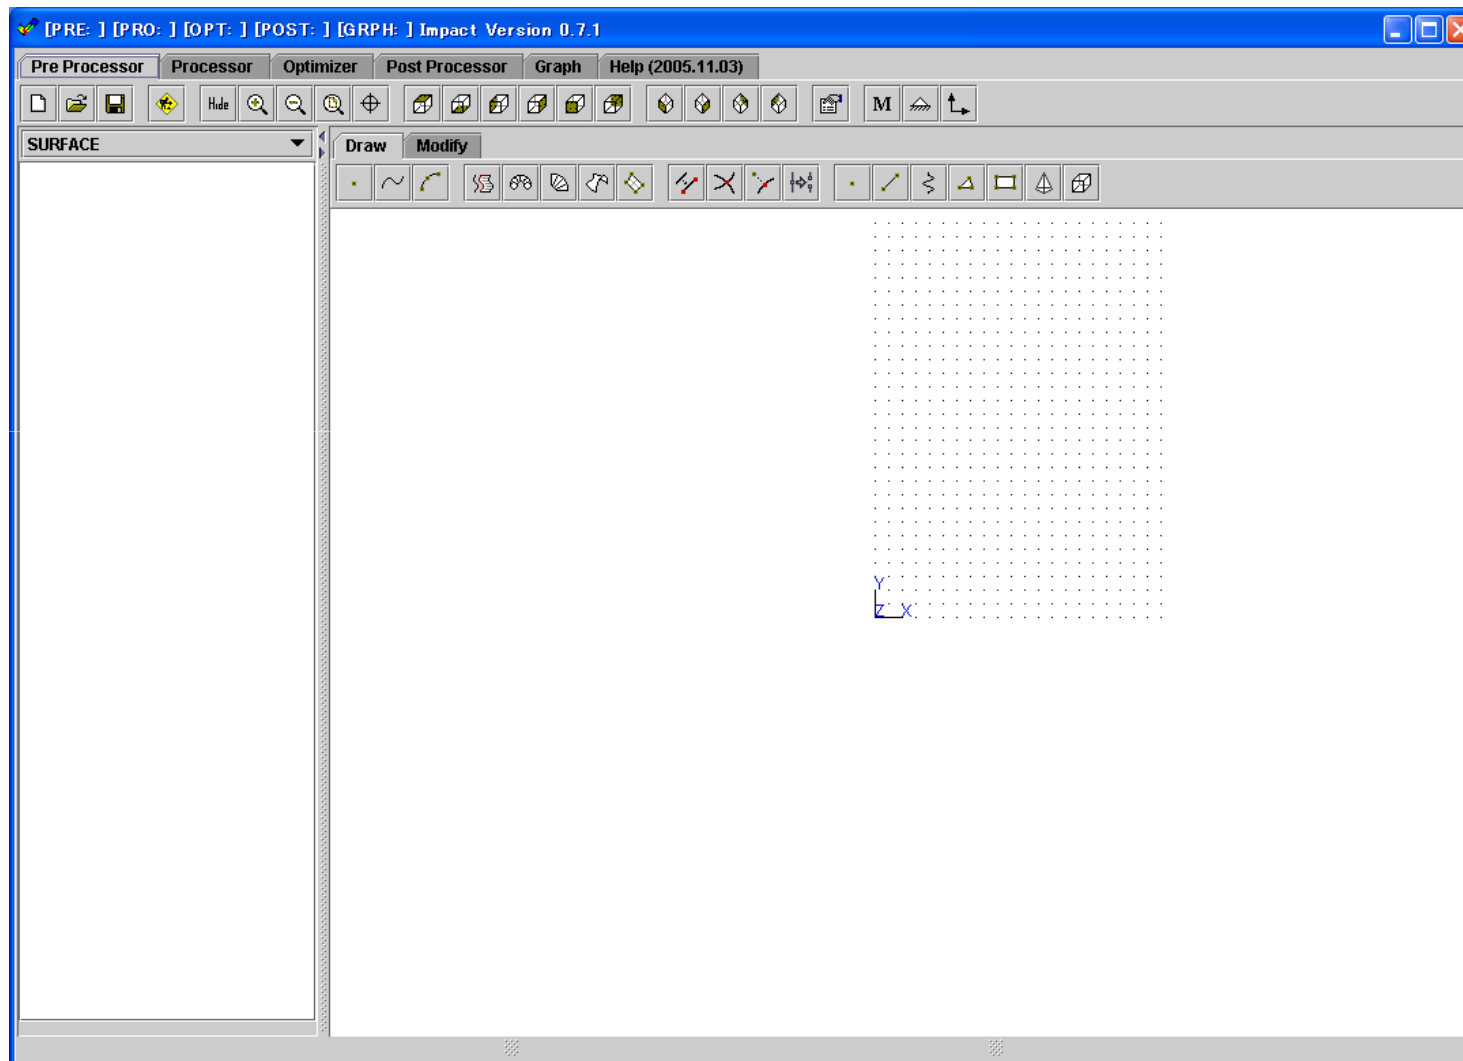 [PRE: ] [PRO: ] [OPT: ] [POST: ] [GRPH: ] Impact Version 0.7.1
Pre Processor Processor Optimizer Post Processor Graph Help (2005.11.03)
Hide M
SURFACE
Draw Modify
Y
Z X